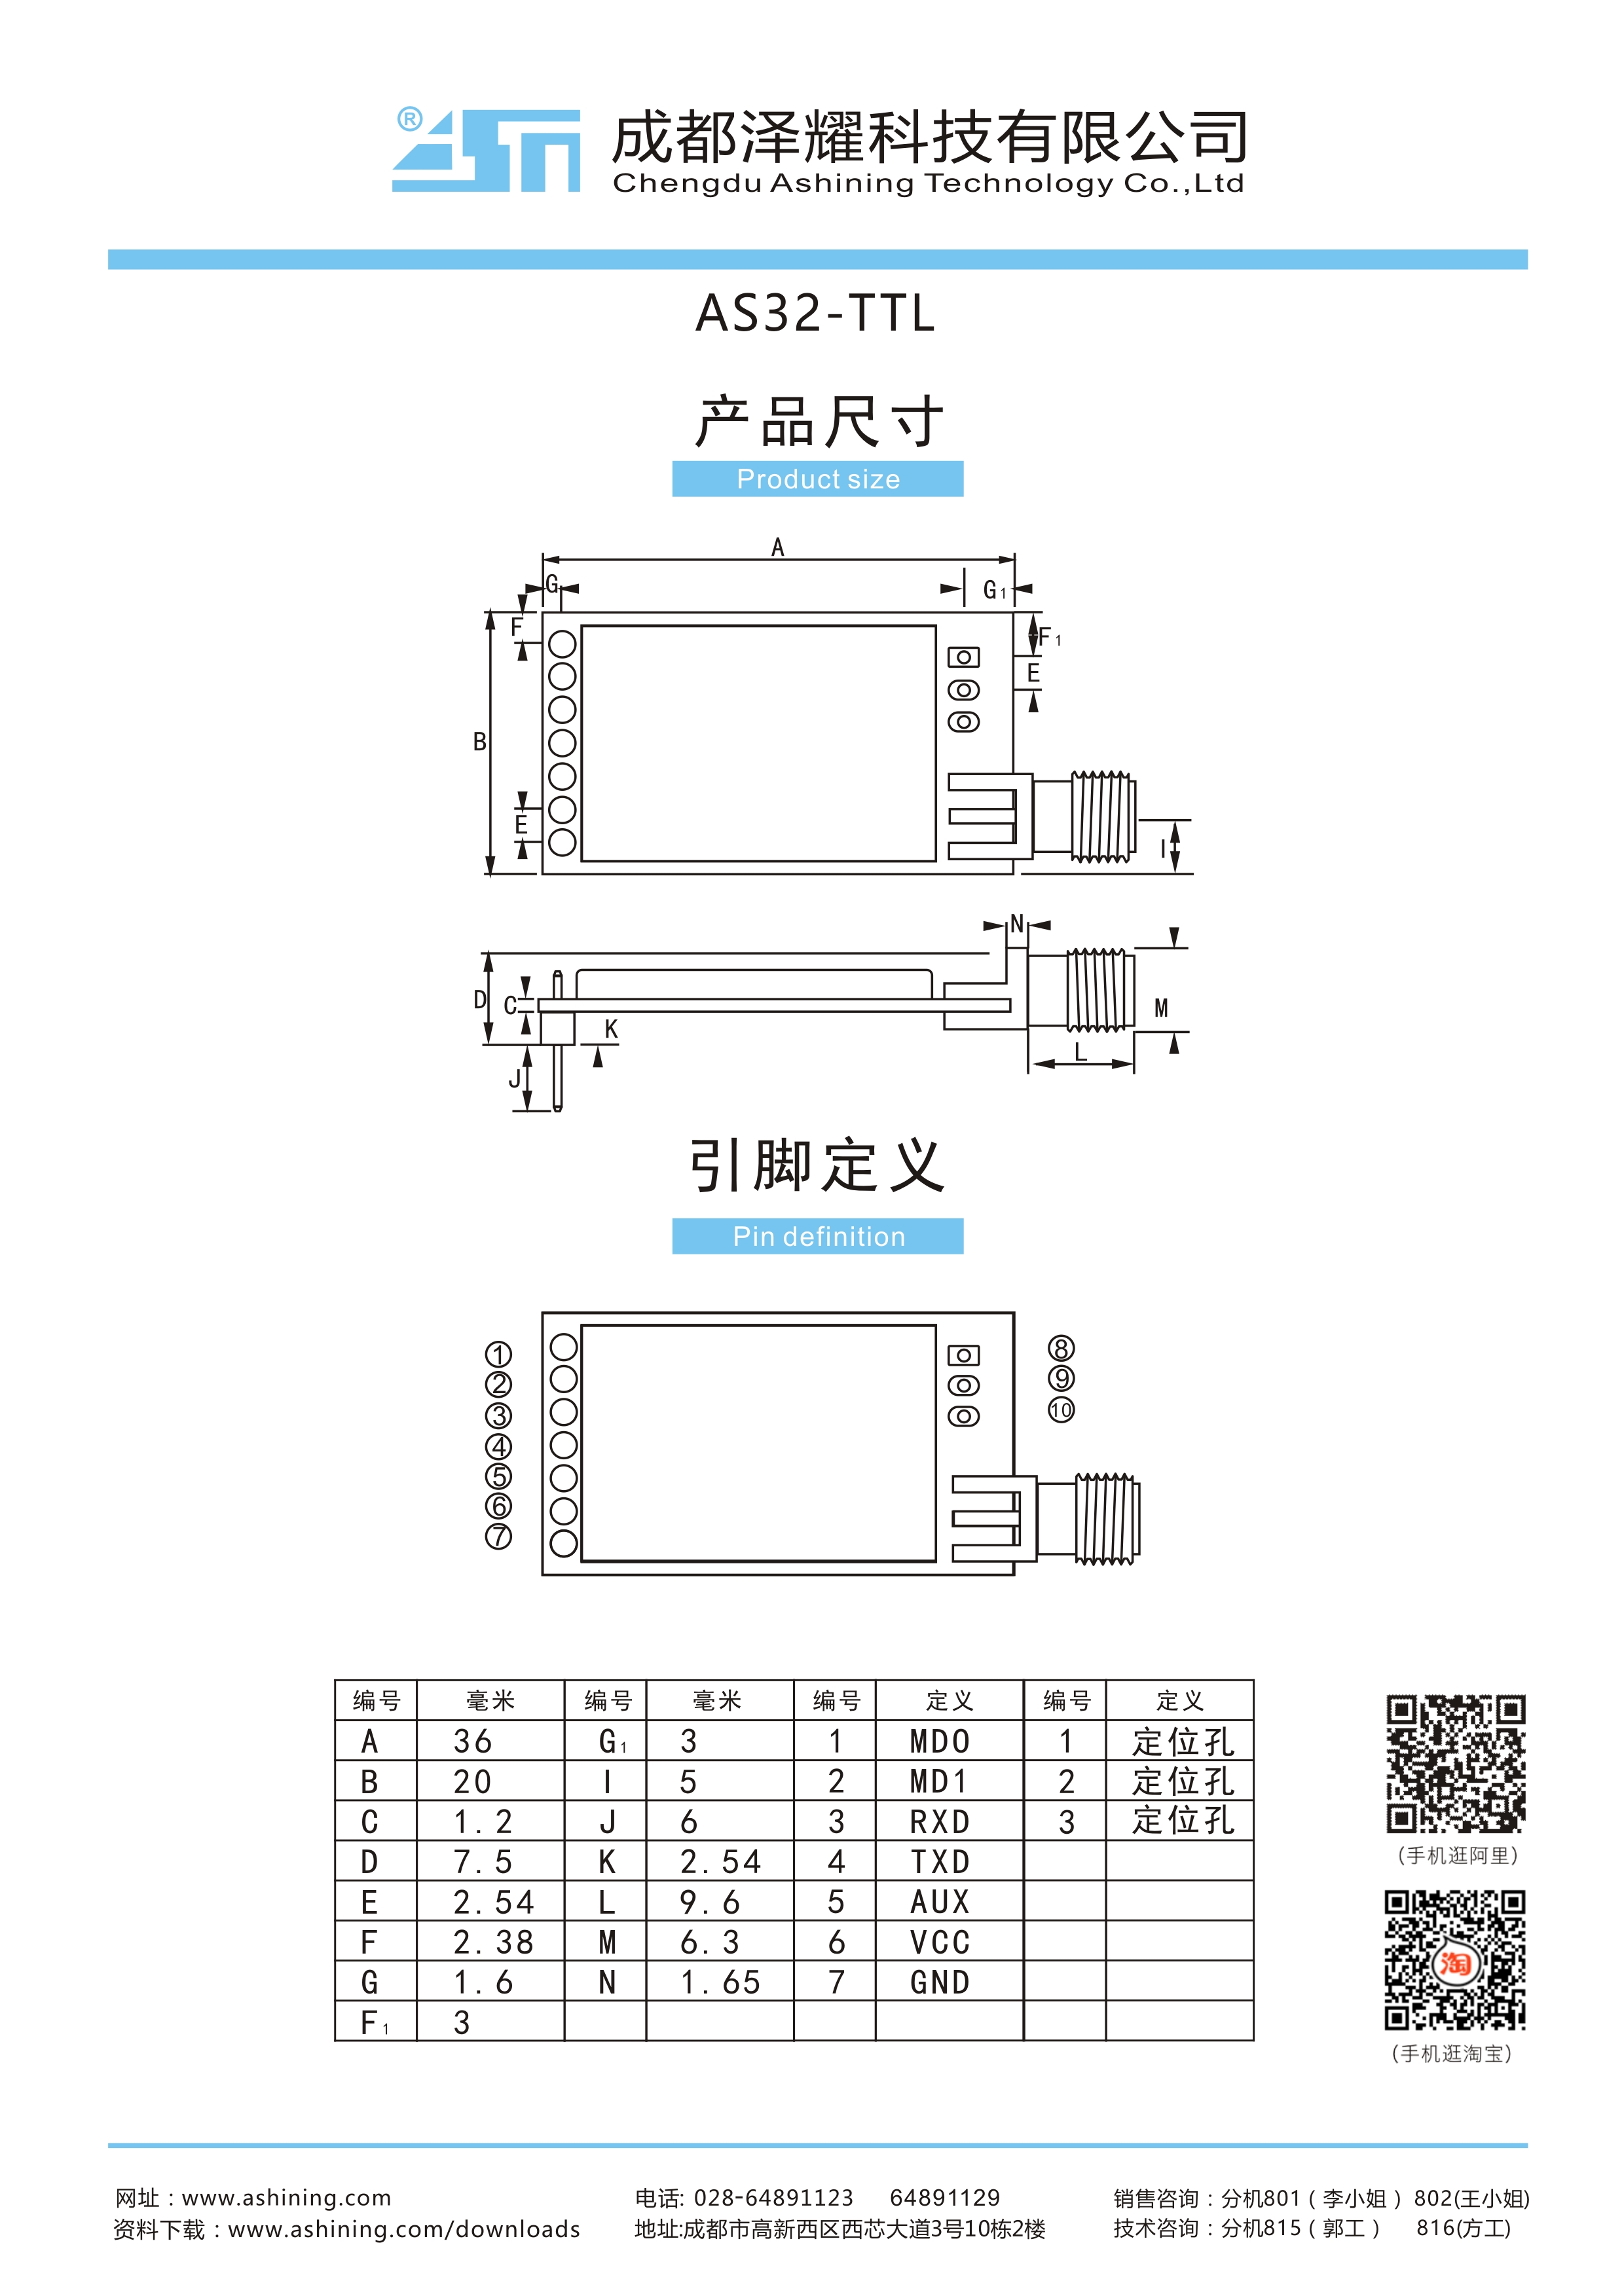 ®
成都泽耀科技有限公司
Chengdu Ashining Technology Co.,Ltd
AS32-TTL
产品尺寸
Product size
A
G
G1
F
F1
E
B
E
I
N
D
C
K
M
L
J
引脚定义
Pin definition
① ⑧
② ⑨
③ ⑩
④
⑤
⑥
⑦
编号 毫米 编号 毫米 编号 定义 编号 定义
A 36 G1 3 1 MD0 1 定位孔
B 20 I 5 2 MD1 2 定位孔
C 1.2 J 6 3 RXD 3 定位孔
D 7.5 K 2.54 4 TXD
E 2.54 L 9.6 5 AUX
F 2.38 M 6.3 6 VCC
G 1.6 N 1.65 7 GND
F1 3
(手机逛阿里)
淘
(手机逛淘宝)
网址：www.ashining.com 电话: 028-64891123 64891129 销售咨询：分机801（李小姐）802(王小姐)
资料下载：www.ashining.com/downloads 地址:成都市高新西区西芯大道3号10栋2楼 技术咨询：分机815（郭工） 816(方工)